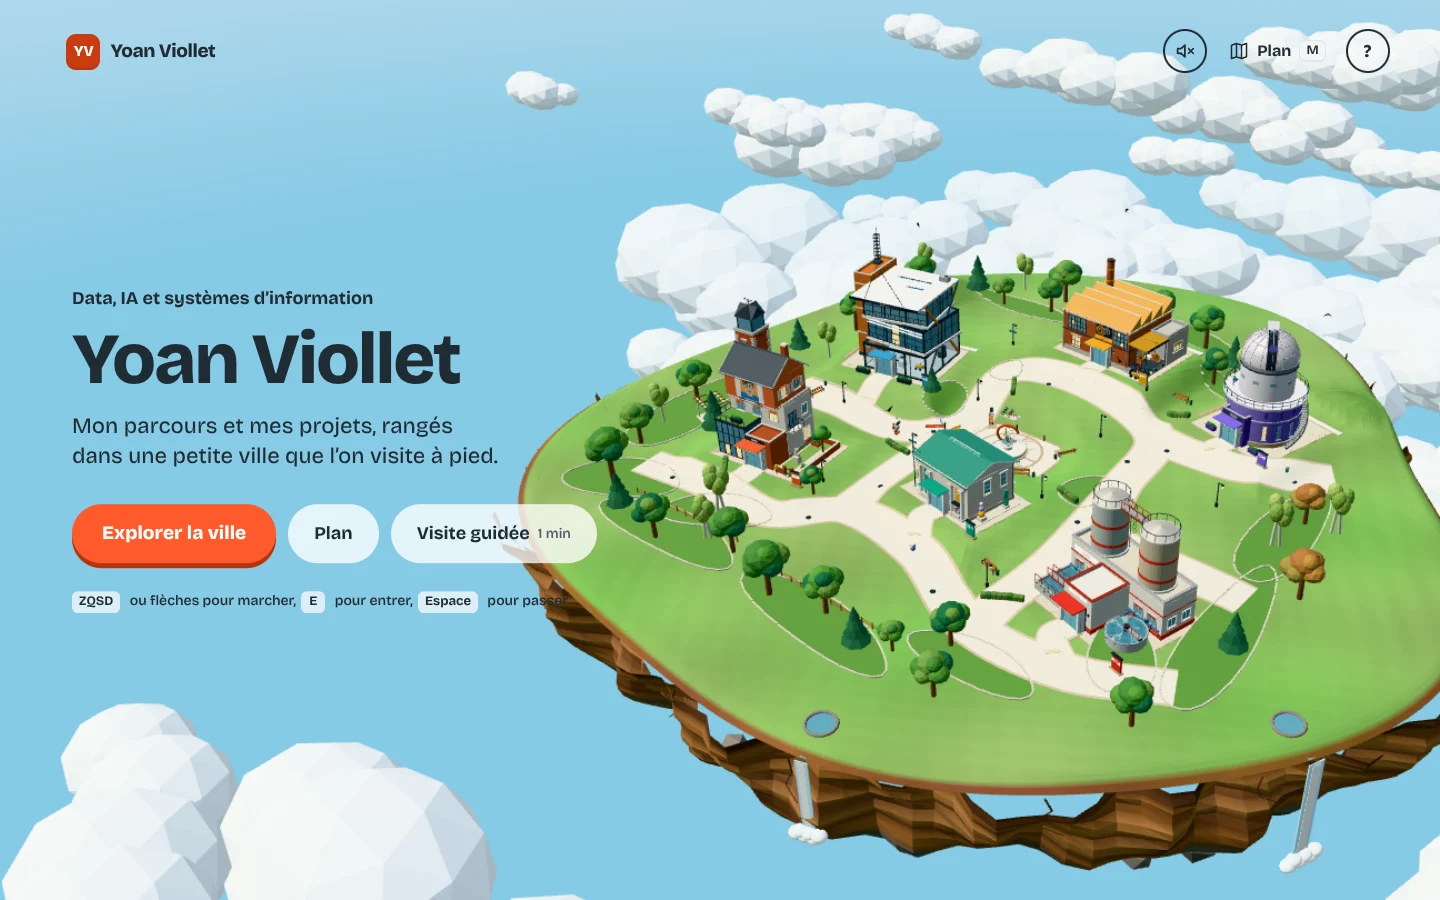 YV Yoan Viollet
Plan M ?
Data, IA et systèmes d'information
Yoan Viollet
Mon parcours et mes projets, rangés
dans une petite ville que l'on visite à pied.
Explorer la ville Plan Visite guidée 1 min
ZQSD ou flèches pour marcher, E pour entrer, Espace pour passer